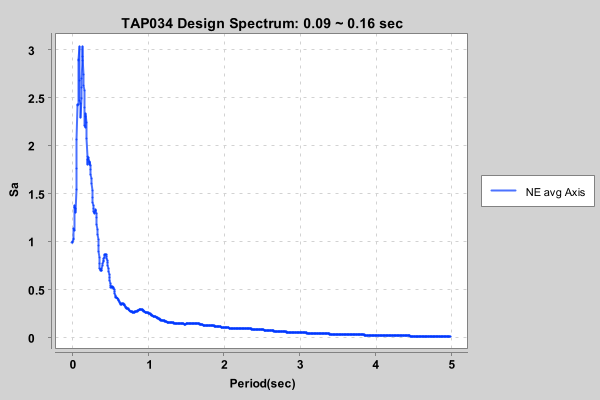 TAP034 Design Spectrum: 0.09 ~ 0.16 sec
3
2.5
2
1.5
1
0.5
0
Sa
0 1 2 3 4 5
Period(sec)
NE avg Axis